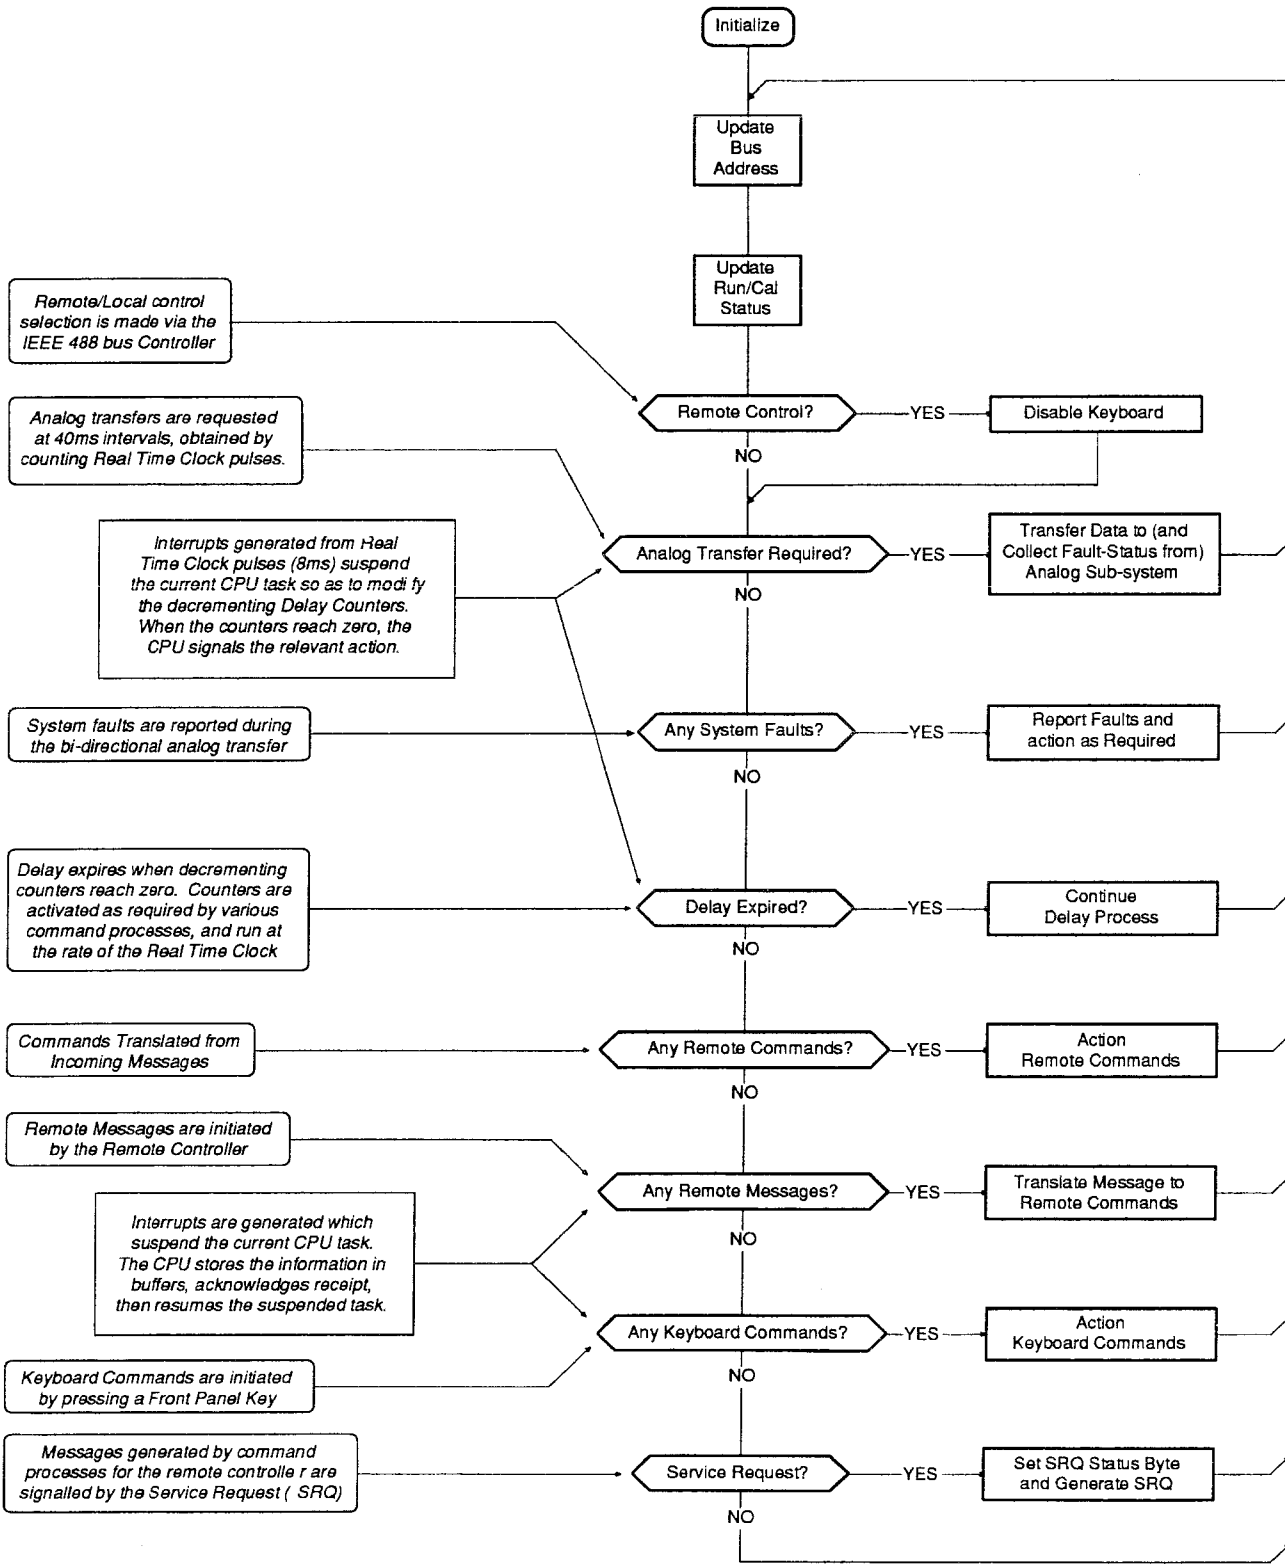 Initialize
Update
Bus
Address
Update
Run/Cal
Status
Remote/Local control
selection is made via the
IEEE 488 bus Controller
Remote Control?
YES
Disable Keyboard
NO
Analog transfers are requested
at 40ms intervals, obtained by
counting Real Time Clock pulses.
Analog Transfer Required?
YES
Transfer Data to (and
Collect Fault-Status from)
Analog Sub-system
NO
Interrupts generated from Real
Time Clock pulses (8ms) suspend
the current CPU task so as to modify
the decrementing Delay Counters.
When the counters reach zero, the
CPU signals the relevant action.
System faults are reported during
the bi-directional analog transfer
Any System Faults?
YES
Report Faults and
action as Required
NO
Delay expires when decrementing
counters reach zero. Counters are
activated as required by various
command processes, and run at
the rate of the Real Time Clock
Delay Expired?
YES
Continue
Delay Process
NO
Commands Translated from
Incoming Messages
Any Remote Commands?
YES
Action
Remote Commands
NO
Remote Messages are initiated
by the Remote Controller
Any Remote Messages?
YES
Translate Message to
Remote Commands
NO
Interrupts are generated which
suspend the current CPU task.
The CPU stores the information in
buffers, acknowledges receipt,
then resumes the suspended task.
Any Keyboard Commands?
YES
Action
Keyboard Commands
NO
Keyboard Commands are initiated
by pressing a Front Panel Key
Messages generated by command
processes for the remote controlle r are
signalled by the Service Request ( SRQ)
Service Request?
YES
Set SRQ Status Byte
and Generate SRQ
NO